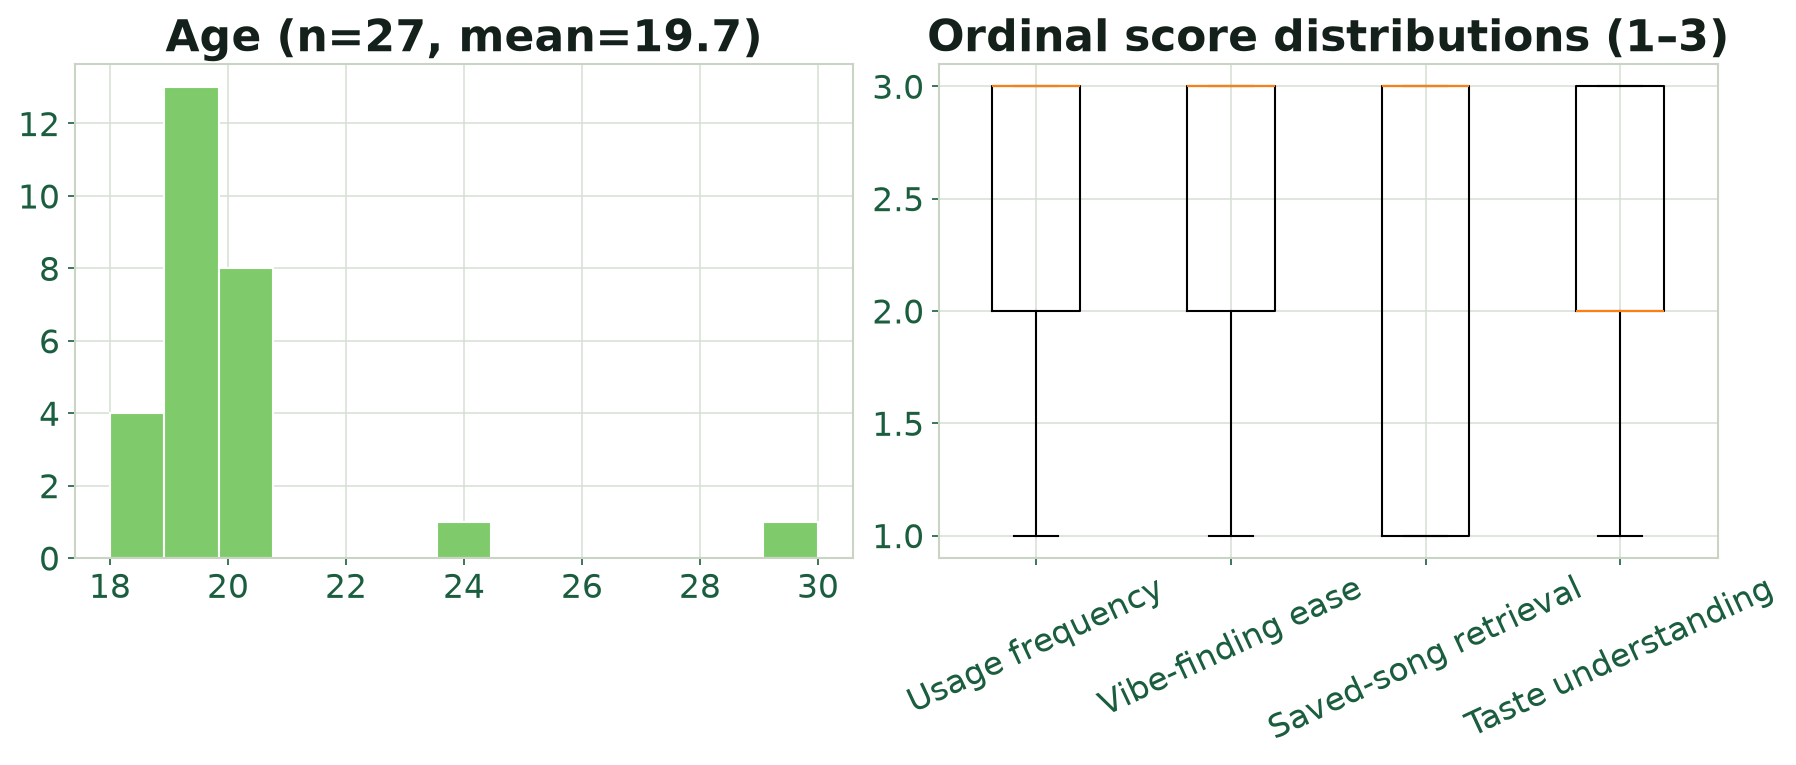 Age (n=27, mean=19.7)
12
10
8
6
4
2
0
18 20 22 24 26 28 30
Ordinal score distributions (1–3)
3.0
2.5
2.0
1.5
1.0
Usage frequency
Vibe-finding ease
Saved-song retrieval
Taste understanding